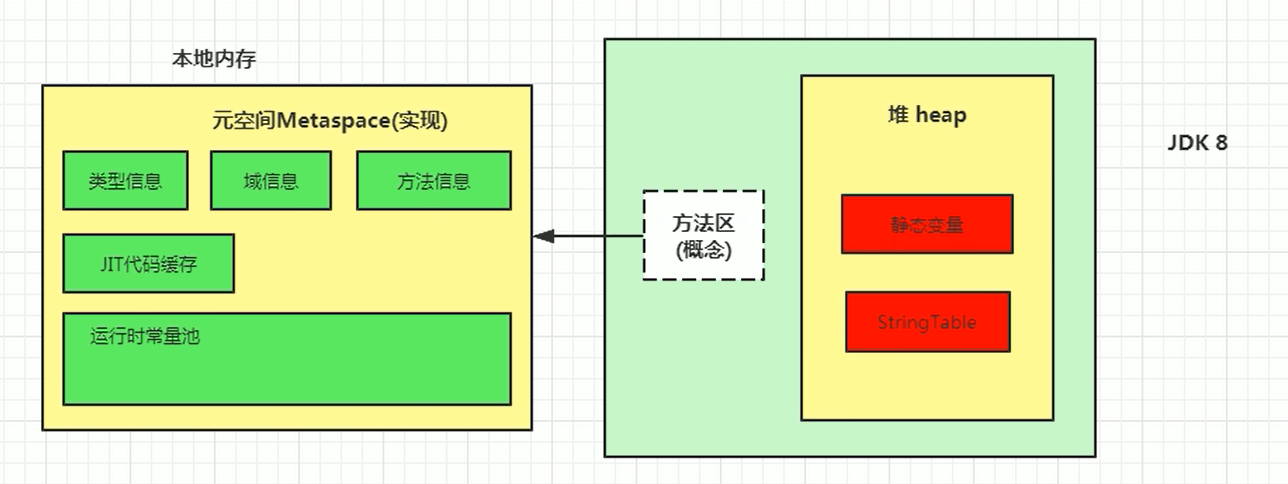 本地内存
元空间Metaspace(实现)
类型信息
域信息
方法信息
JIT代码缓存
运行时常量池
方法区
(概念)
堆 heap
静态变量
StringTable
JDK 8